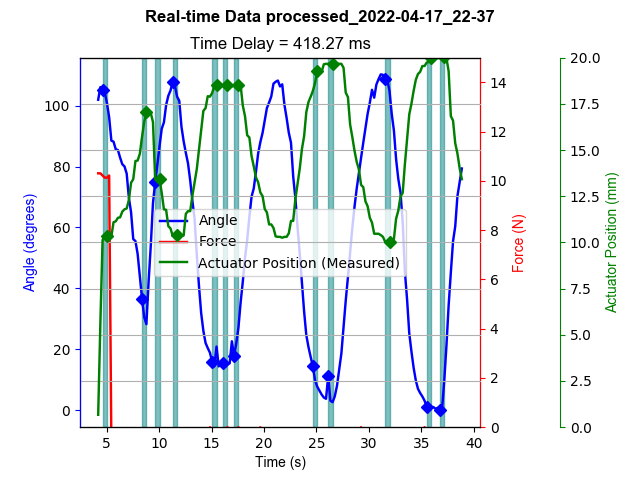 Real-time Data processed_2022-04-17_22-37
Time Delay = 418.27 ms
Angle (degrees)
100
80
60
40
20
0
Angle
Force
Actuator Position (Measured)
14
12
10
8
6
4
2
0
Force (N)
20.0
17.5
15.0
12.5
10.0
7.5
5.0
2.5
0.0
Actuator Position (mm)
5 10 15 20 25 30 35 40
Time (s)